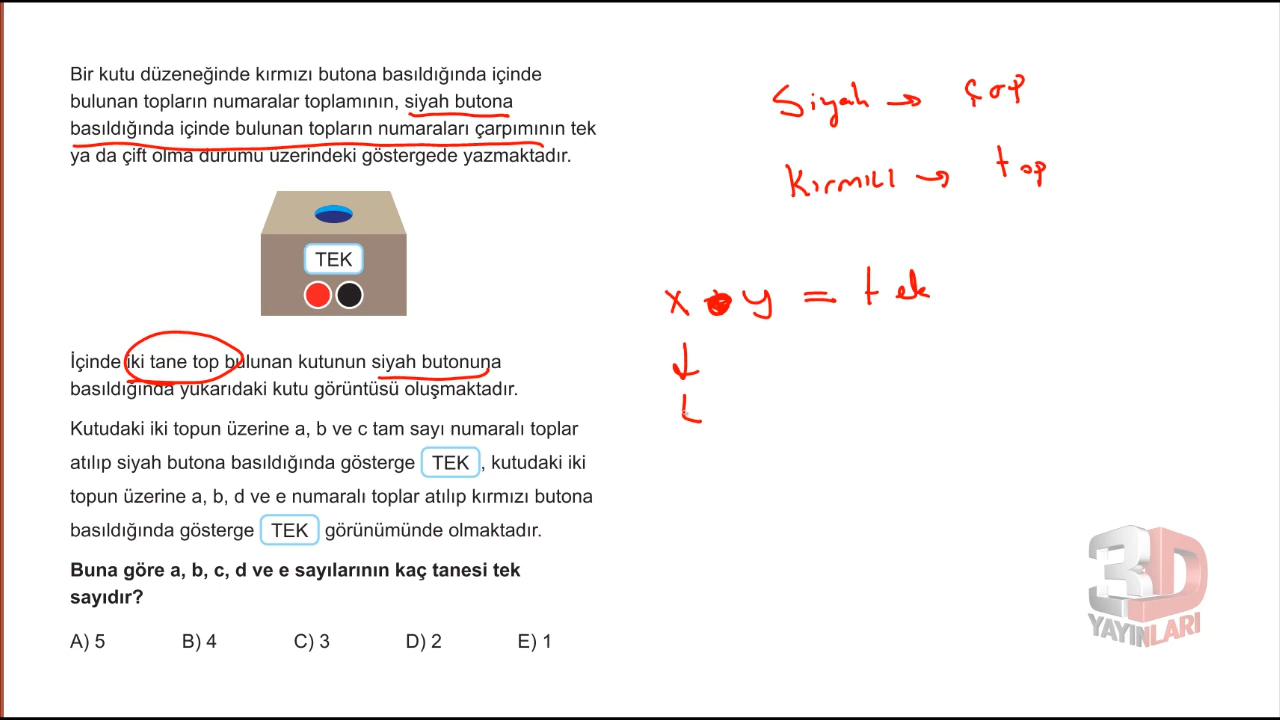 Bir kutu düzeneğinde kırmızı butona basıldığında içinde
bulunan topların numaralar toplamının, siyah butona
basıldığında içinde bulunan topların numaraları çarpımının tek
ya da çift olma durumu üzerindeki göstergede yazmaktadır.
TEK
İçinde iki tane top bulunan kutunun siyah butonuna
basıldığında yukarıdaki kutu görüntüsü oluşmaktadır.
Kutudaki iki topun üzerine a, b ve c tam sayı numaralı toplar
atılıp siyah butona basıldığında gösterge TEK, kutudaki iki
topun üzerine a, b, d ve e numaralı toplar atılıp kırmızı butona
basıldığında gösterge TEK görünümünde olmaktadır.
Buna göre a, b, c, d ve e sayılarının kaç tanesi tek
sayıdır?
A) 5 B) 4 C) 3 D) 2 E) 1
Siyah → çarp
Kırmızı → top
x • y = tek
3D
YAYINLARI